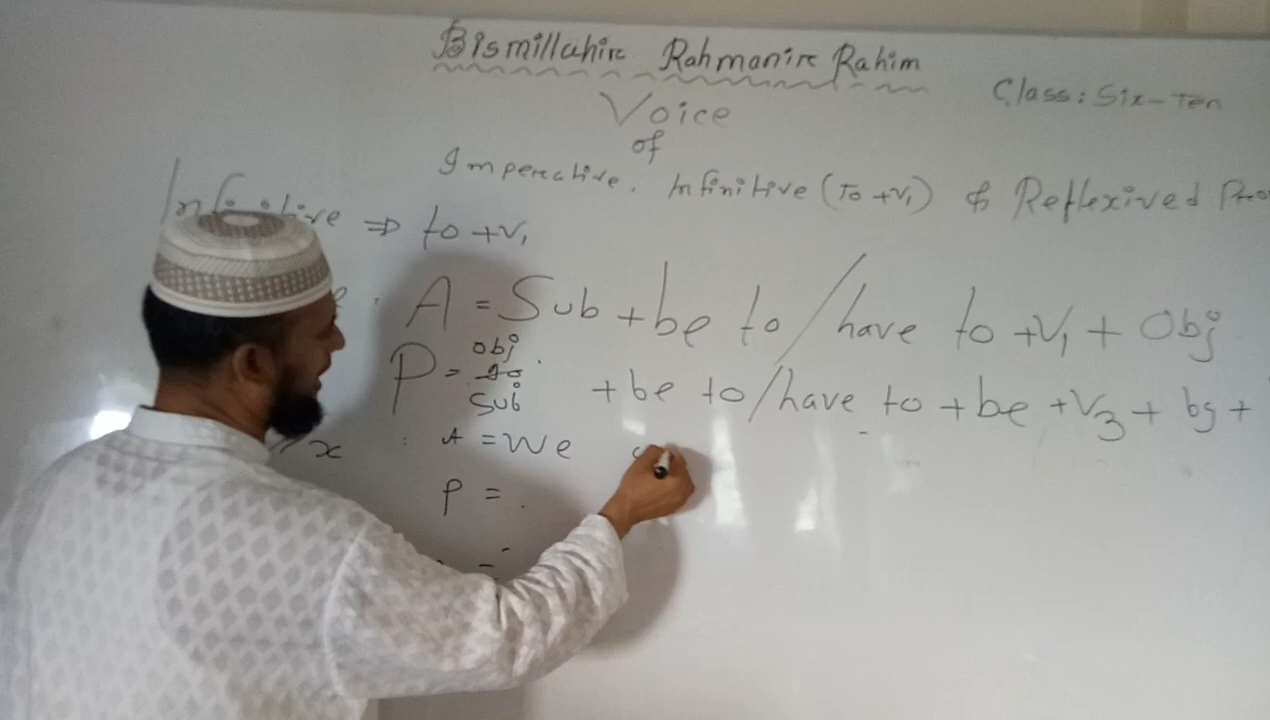 Bismillahir Rahmanir Rahim
Class: Six-Ten
Voice
of
Imperative, Infinitive (To +V1) & Reflexived
⇒ to +V1
A = Sub + be to / have to + V1 + Obj
P = obj sub + be to / have to + be + V3 + by +
A = We
P =